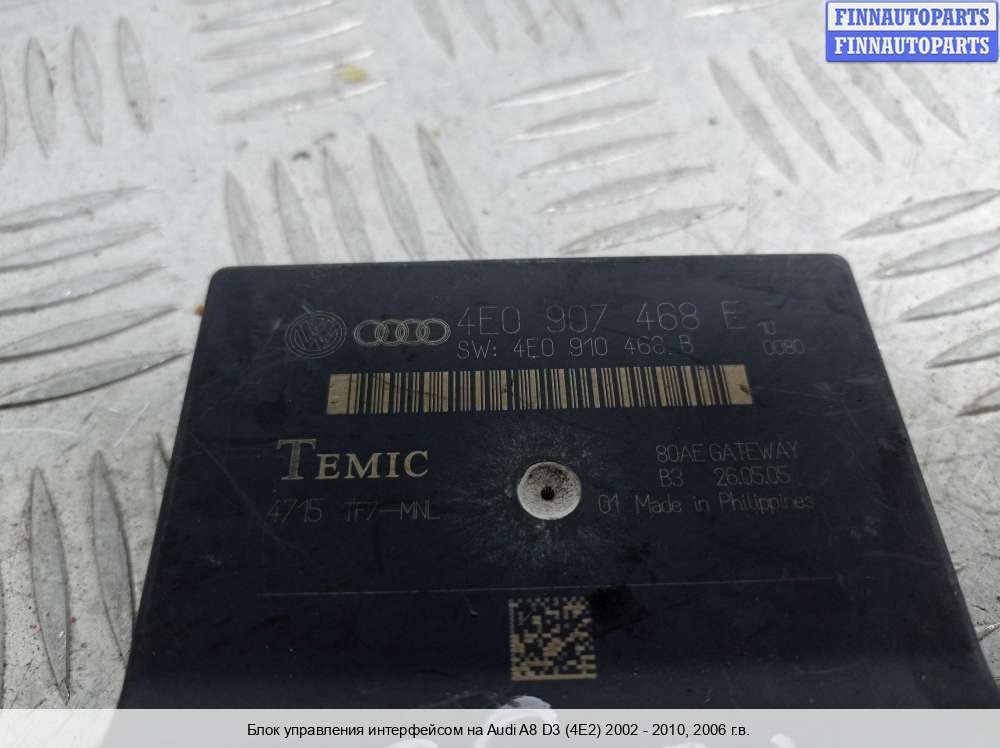 FINNAUTOPARTS
FINNAUTOPARTS
4E0 907 468 E
SW: 4E0 910 468 B
0080
TEMIC
80AE GATEWAY
B3 26.05.05
4715 TF7-MNL
01 Made in Philippines
Блок управления интерфейсом на Audi A8 D3 (4E2) 2002 - 2010, 2006 г.в.